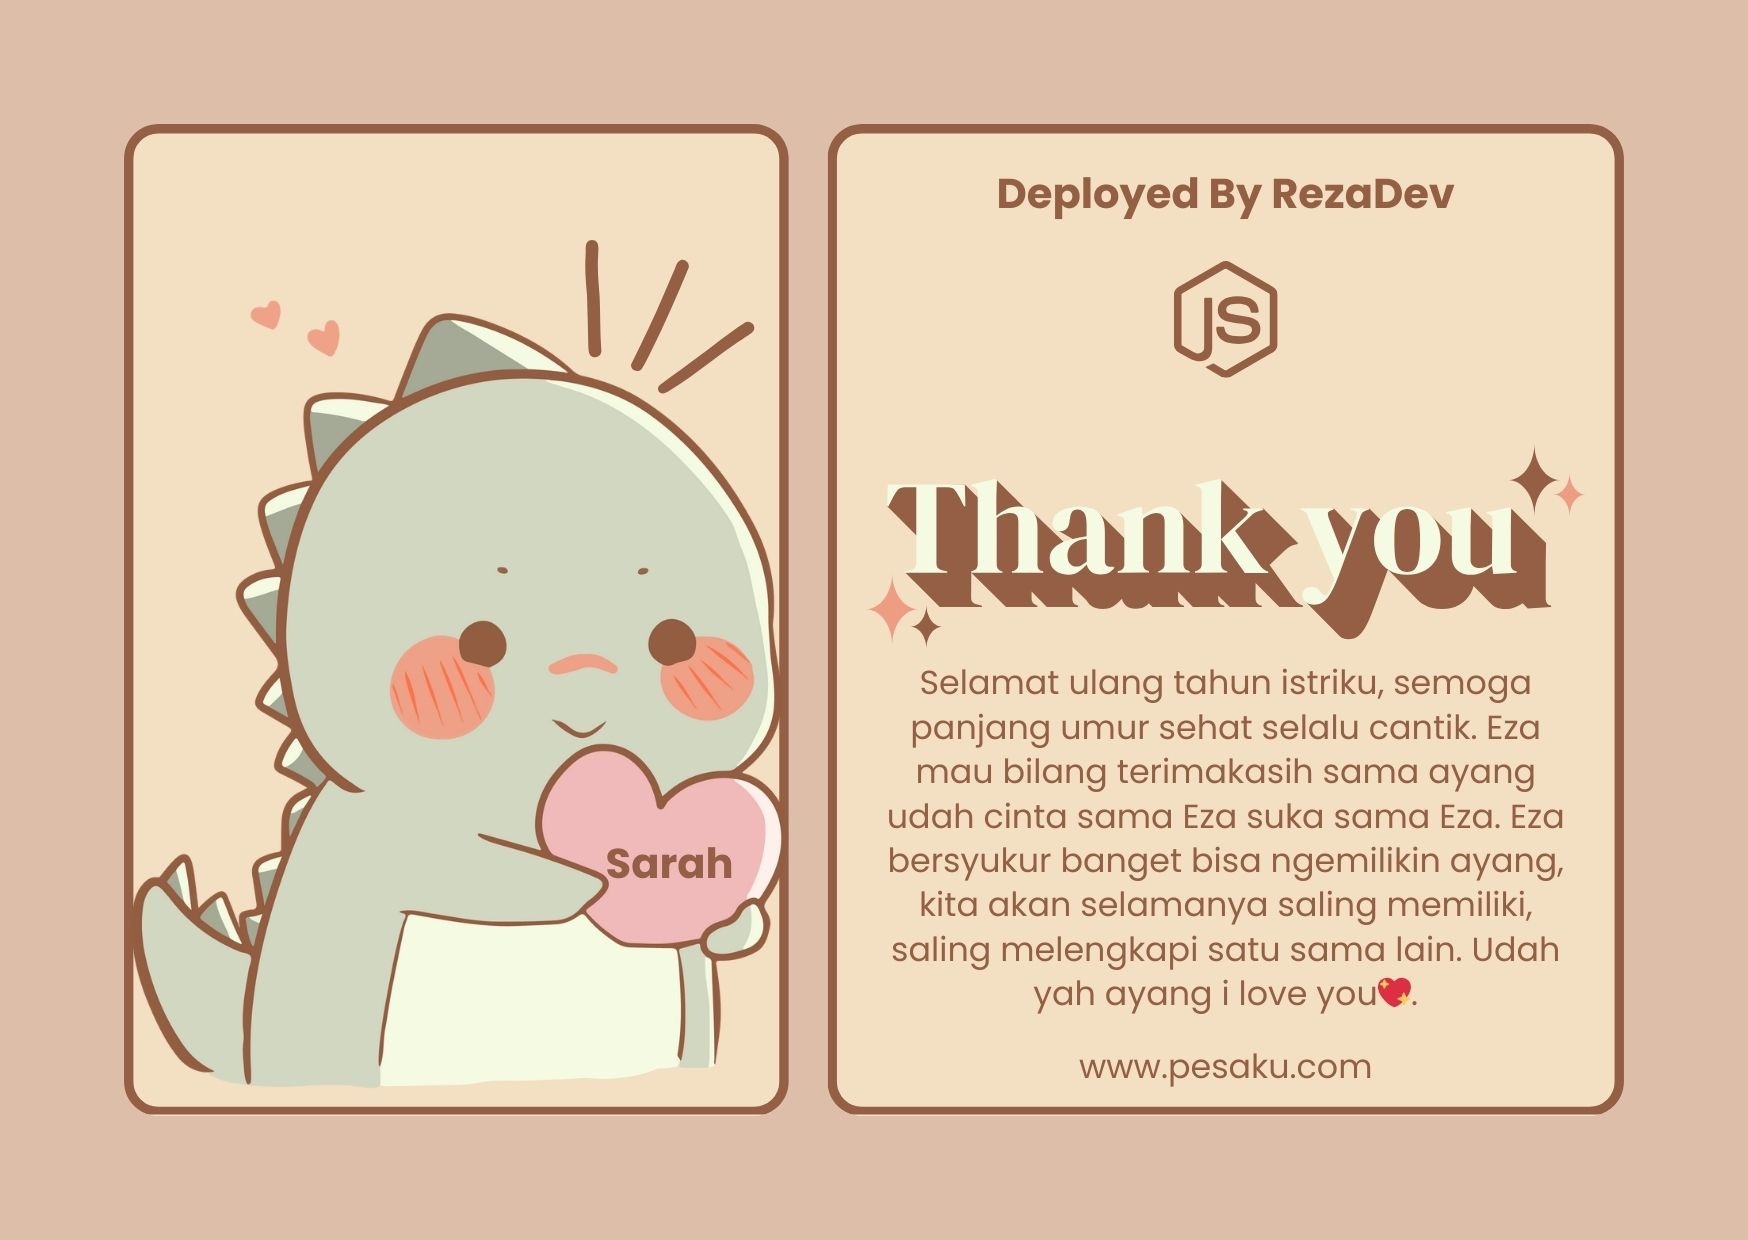 Sarah
Deployed By RezaDev
JS
Thank you
Selamat ulang tahun istriku, semoga
panjang umur sehat selalu cantik. Eza
mau bilang terimakasih sama ayang
udah cinta sama Eza suka sama Eza. Eza
bersyukur banget bisa ngemilikin ayang,
kita akan selamanya saling memiliki,
saling melengkapi satu sama lain. Udah
yah ayang i love you💖.
www.pesaku.com